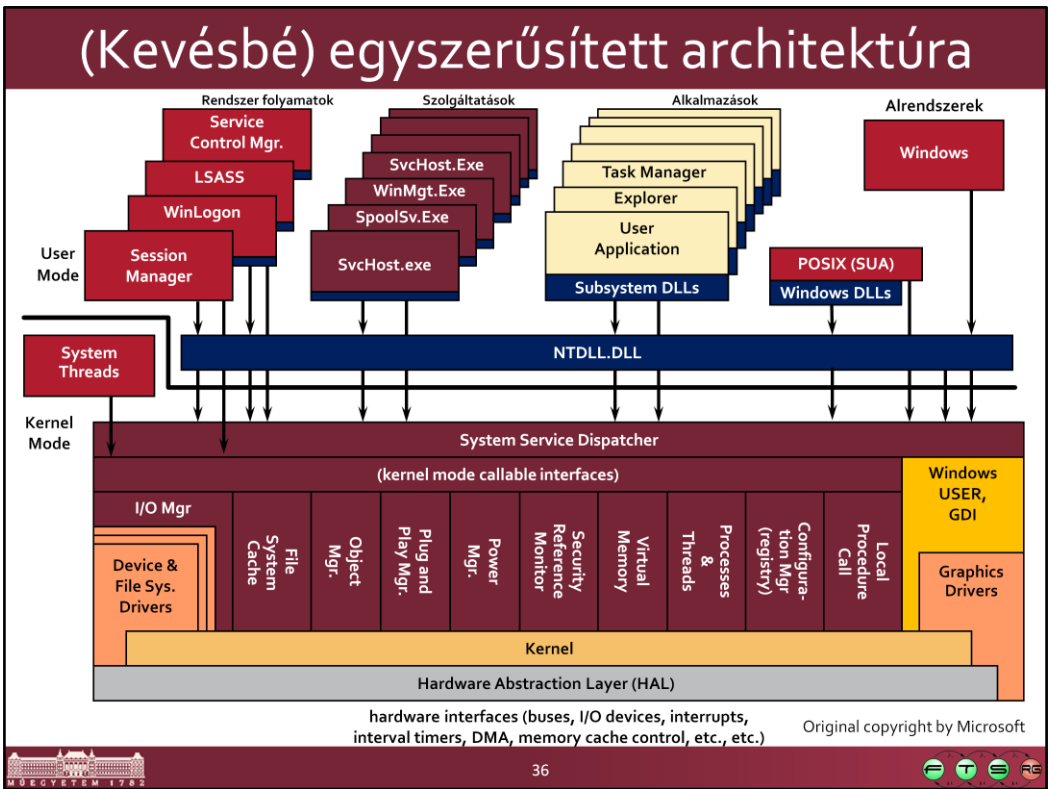 (Kevésbé) egyszerűsített architektúra
Rendszer folyamatok
Szolgáltatások
Alkalmazások
Alrendszerek
Service
Control Mgr.
LSASS
WinLogon
Session
Manager
SvcHost.Exe
WinMgt.Exe
SpoolSv.Exe
SvcHost.exe
Task Manager
Explorer
User
Application
Subsystem DLLs
Windows
POSIX (SUA)
Windows DLLs
User
Mode
NTDLL.DLL
System
Threads
Kernel
Mode
System Service Dispatcher
(kernel mode callable interfaces)
Windows
USER,
GDI
I/O Mgr
Device &
File Sys.
Drivers
File
System
Cache
Object
Mgr.
Plug and
Play Mgr.
Power
Mgr.
Security
Reference
Monitor
Virtual
Memory
Processes
&
Threads
Configura-
tion Mgr
(registry)
Local
Procedure
Call
Graphics
Drivers
Kernel
Hardware Abstraction Layer (HAL)
hardware interfaces (buses, I/O devices, interrupts,
interval timers, DMA, memory cache control, etc., etc.)
Original copyright by Microsoft
MŰEGYETEM 1782
36
F T S RG